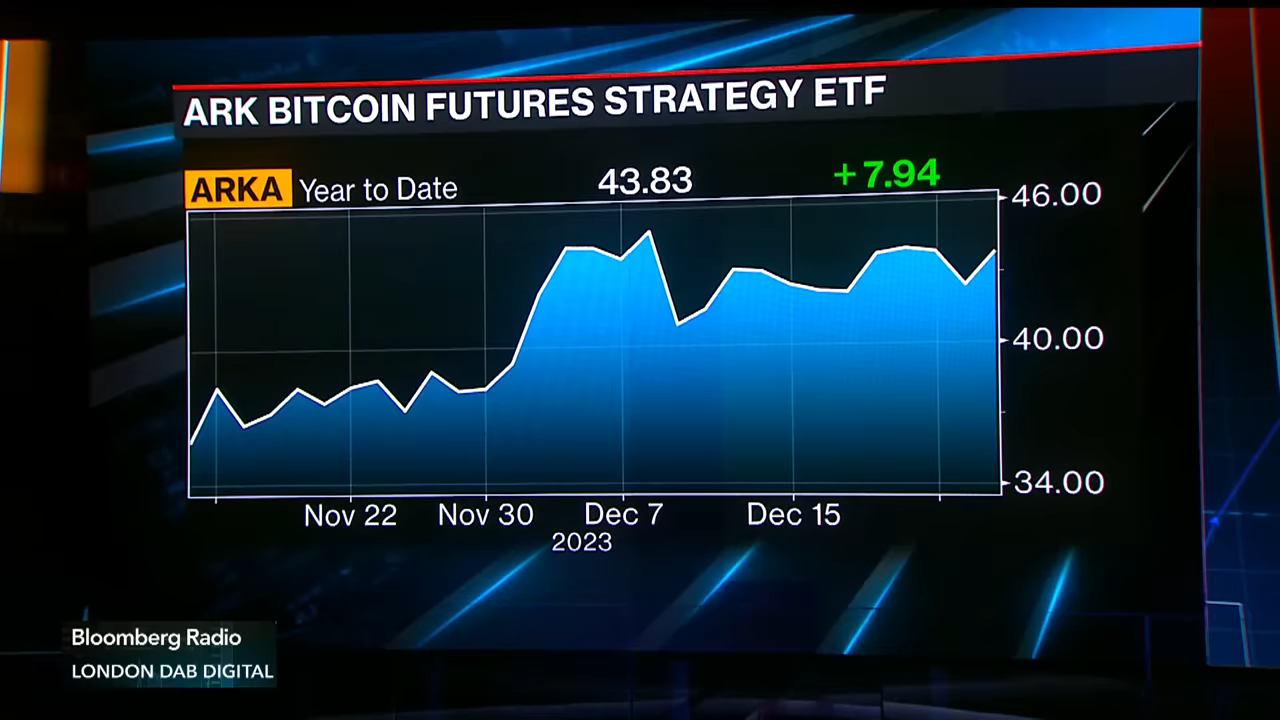 ARK BITCOIN FUTURES STRATEGY ETF
ARKA Year to Date 43.83 +7.94
46.00
40.00
34.00
Nov 22 Nov 30 Dec 7 Dec 15
2023
Bloomberg Radio
LONDON DAB DIGITAL